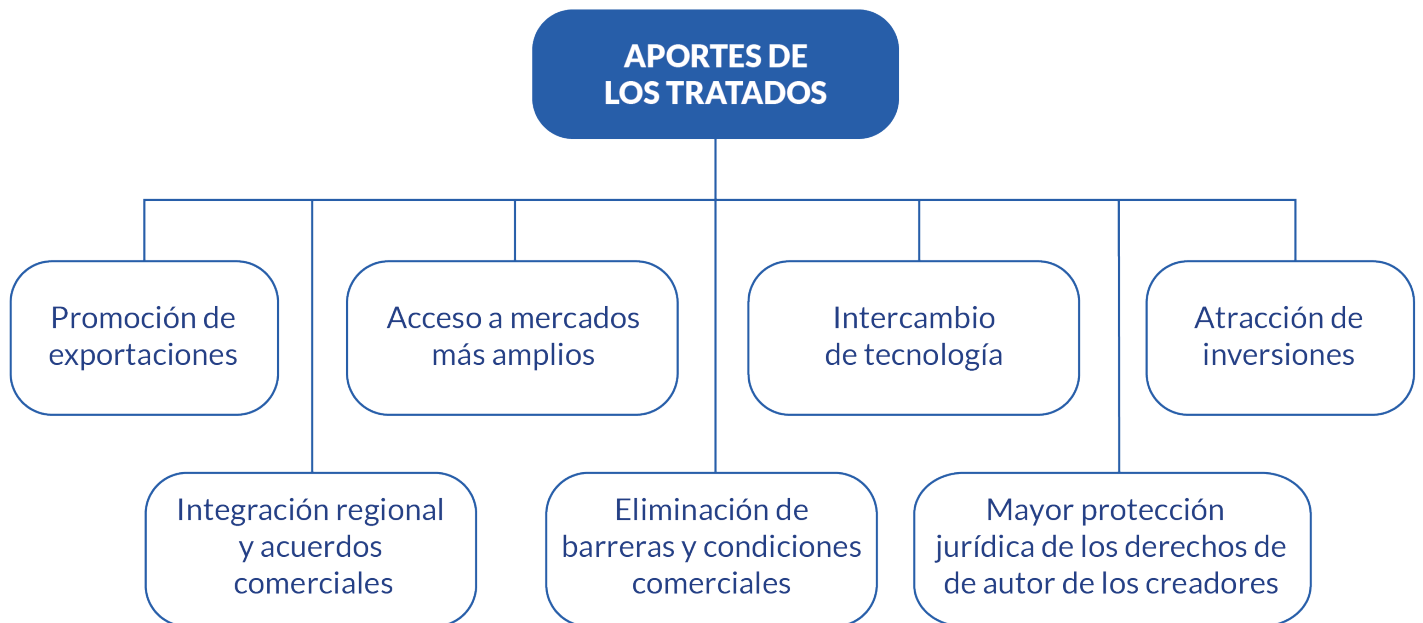 APORTES DE
LOS TRATADOS
Promoción de
exportaciones
Acceso a mercados
más amplios
Intercambio
de tecnología
Atracción de
inversiones
Integración regional
y acuerdos
comerciales
Eliminación de
barreras y condiciones
comerciales
Mayor protección
jurídica de los derechos de
de autor de los creadores